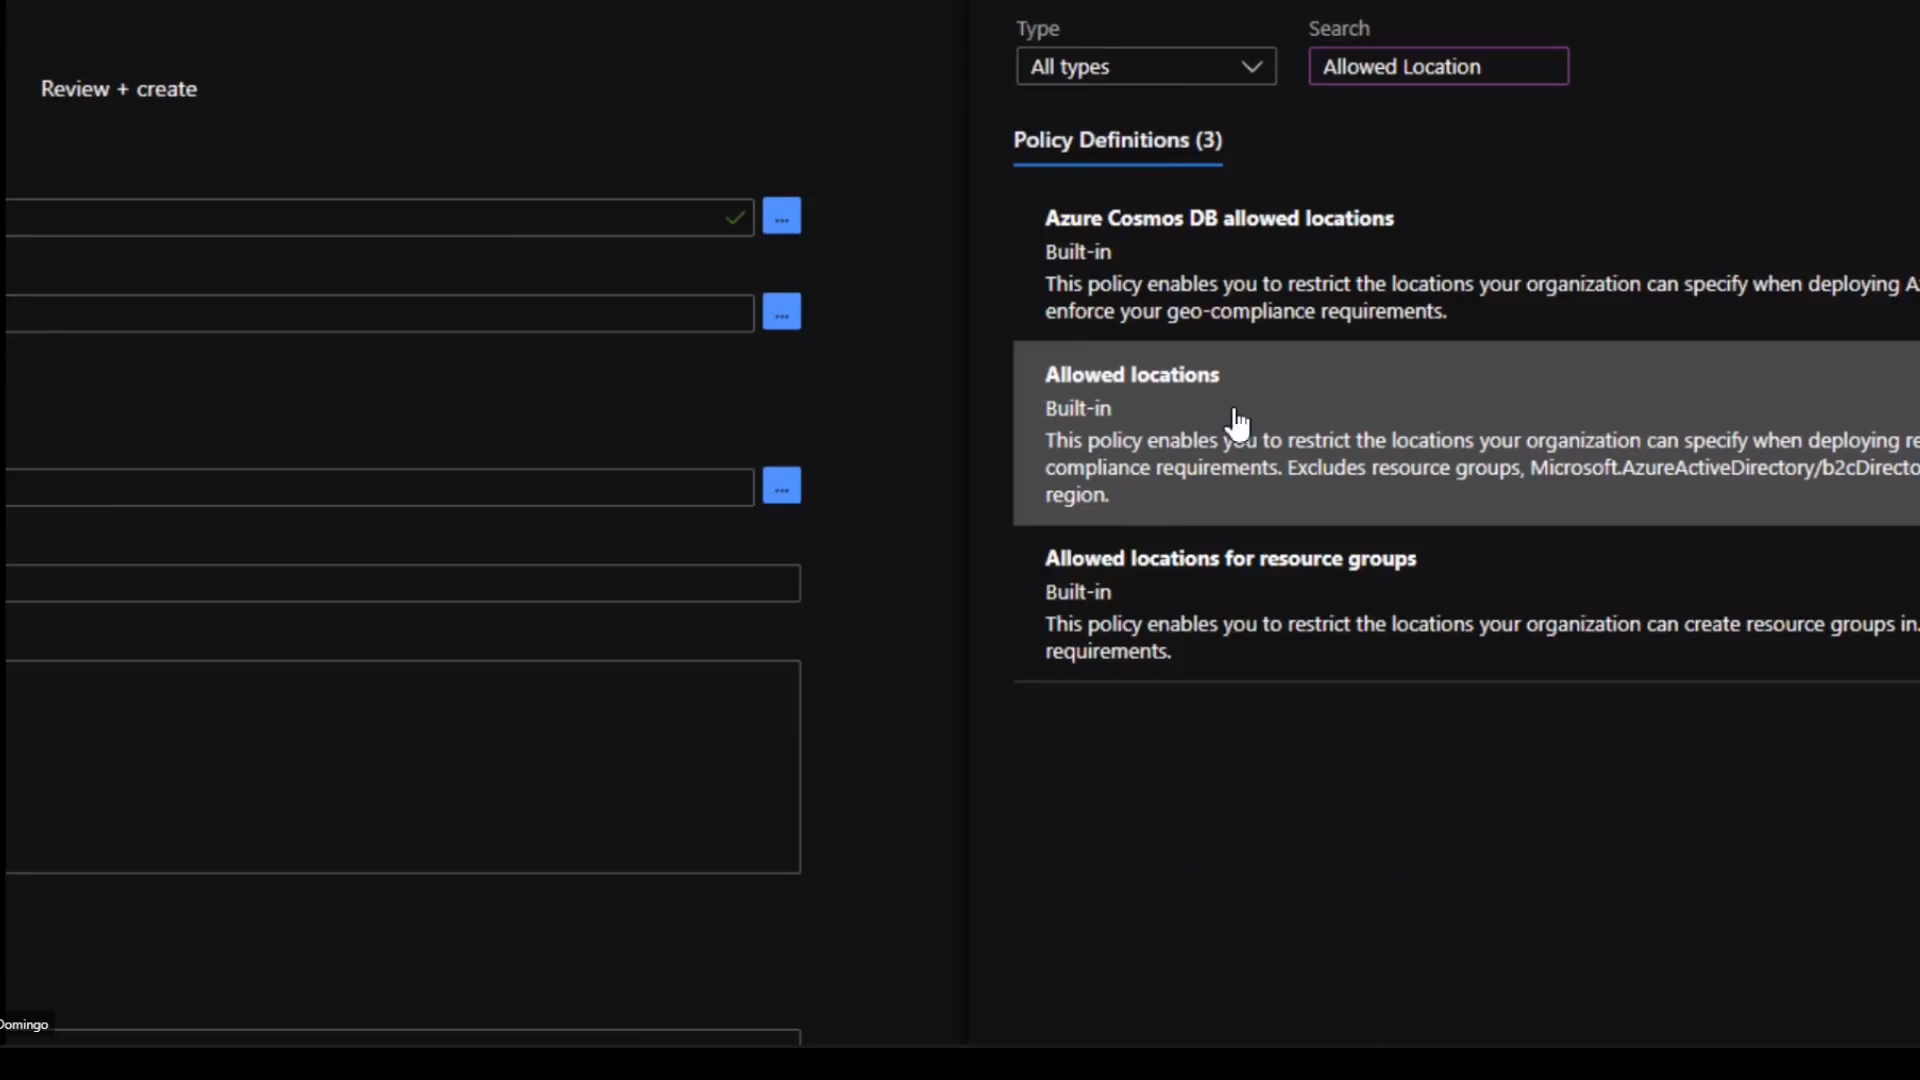 Type
Search
All types
Allowed Location
Review + create
Policy Definitions (3)
Azure Cosmos DB allowed locations
Built-in
This policy enables you to restrict the locations your organization can specify when deploying A
enforce your geo-compliance requirements.
Allowed locations
Built-in
This policy enables you to restrict the locations your organization can specify when deploying re
compliance requirements. Excludes resource groups, Microsoft.AzureActiveDirectory/b2cDirecto
region.
Allowed locations for resource groups
Built-in
This policy enables you to restrict the locations your organization can create resource groups in.
requirements.
...
...
...
Domingo